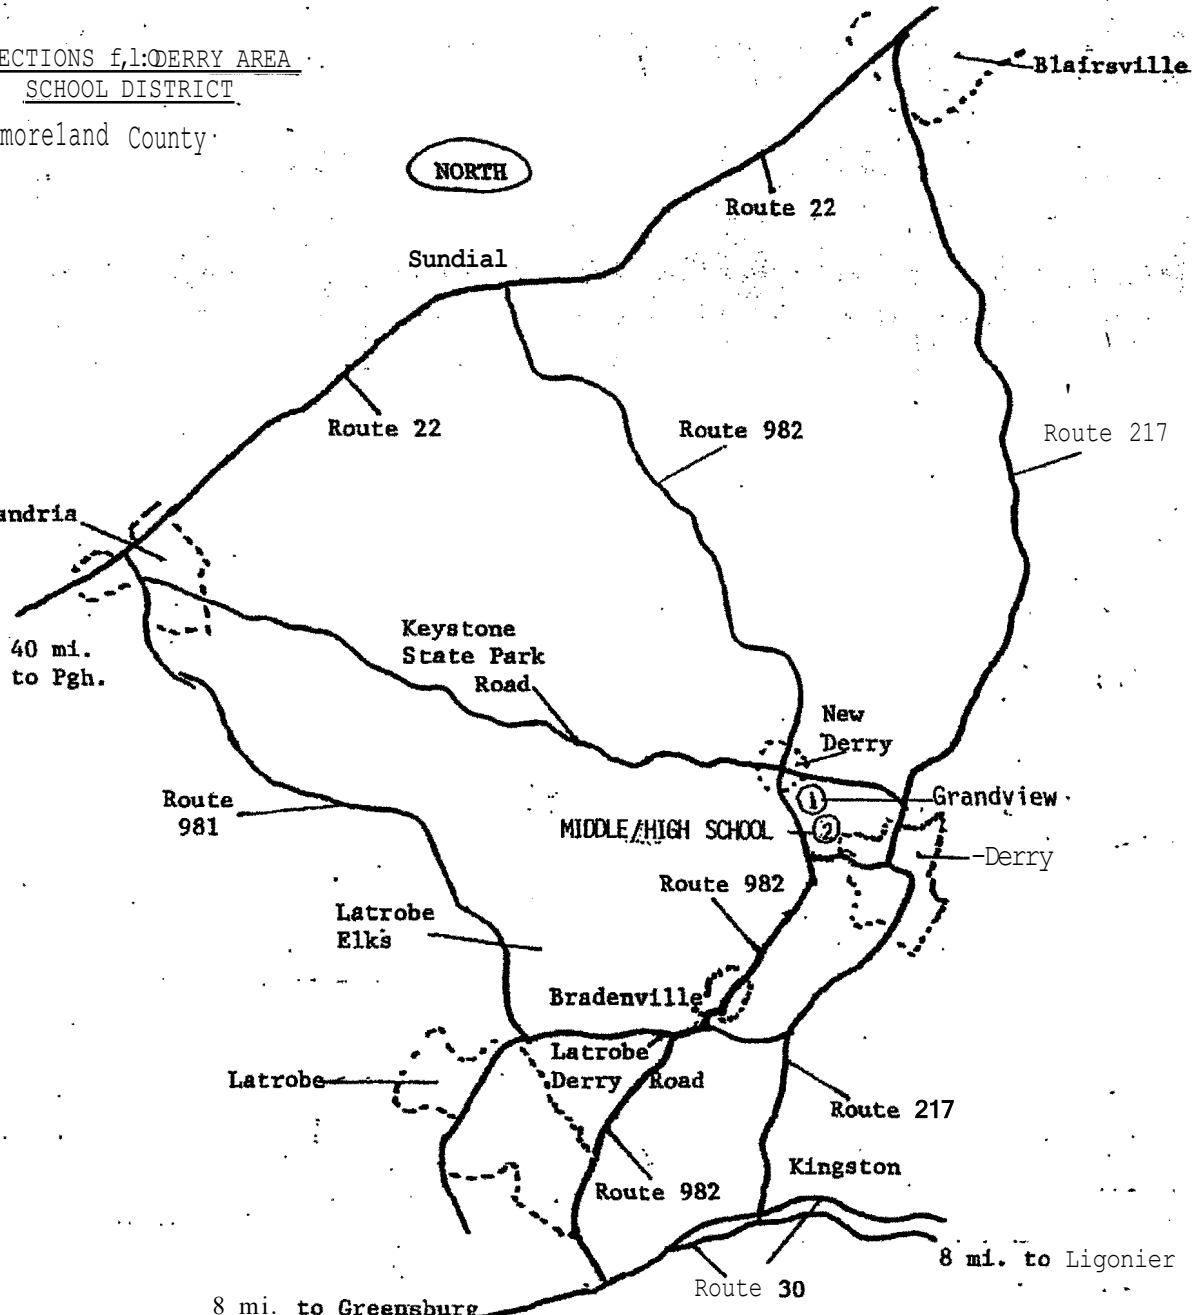 ECTIONS f,l:ODERRY AREA
SCHOOL DISTRICT
moreland County
Blairsville
NORTH
Route 22
Sundial
Route 22
Route 982
Route 217
andria
40 mi.
to Pgh.
Keystone
State Park
Road
New
Derry
Route
981
1
Grandview
MIDDLE/HIGH SCHOOL
2
-Derry
Route 982
Latrobe
Elks
Bradenville
Latrobe
Derry Road
Latrobe
Route 217
Kingston
Route 982
8 mi. to Ligonier
Route 30
8 mi. to Greensburg